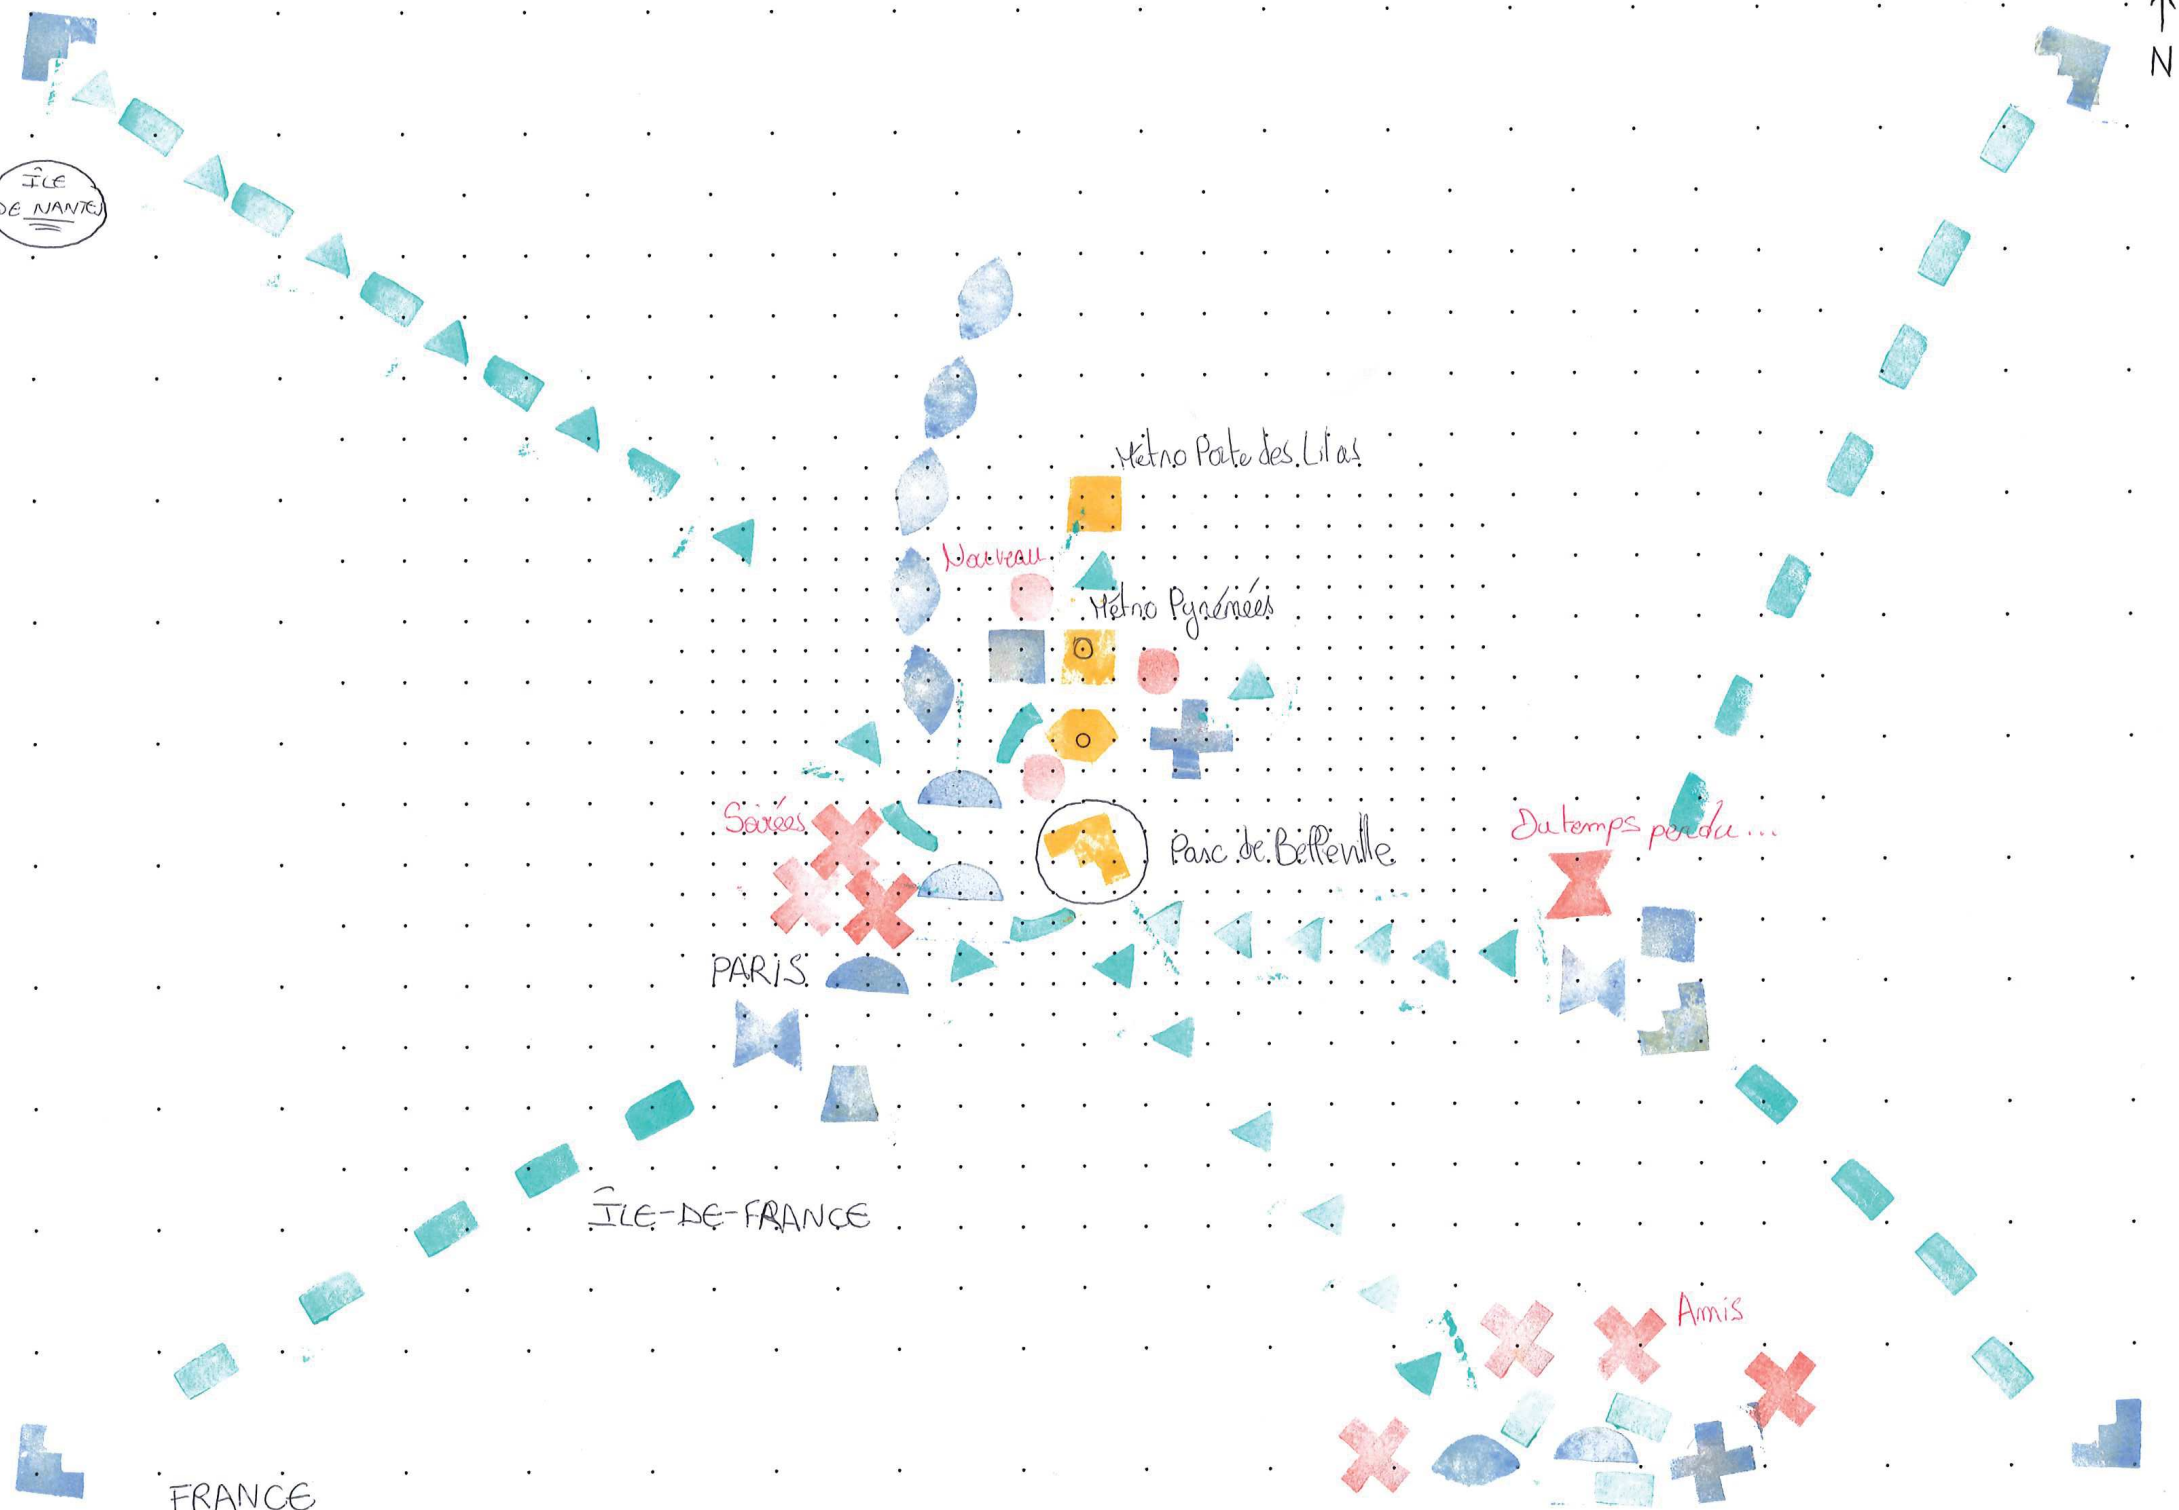 N
ÎLE
DE NANTES
Métro Porte des Lilas
Nouveau
Métro Pyrénées
Soirées
Parc de Belleville
Du temps perdu...
PARIS
ÎLE-DE-FRANCE
Amis
FRANCE